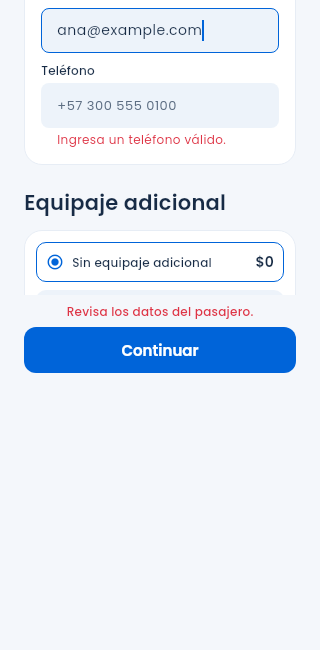 ana@example.com
Teléfono
+57 300 555 0100
Ingresa un teléfono válido.
Equipaje adicional
Sin equipaje adicional $0
Revisa los datos del pasajero.
Continuar